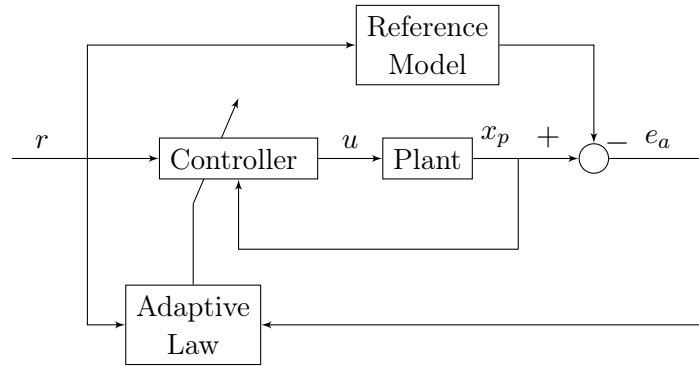 Reference
Model
r
Controller
u
Plant
x_p
+
−
e_a
Adaptive
Law